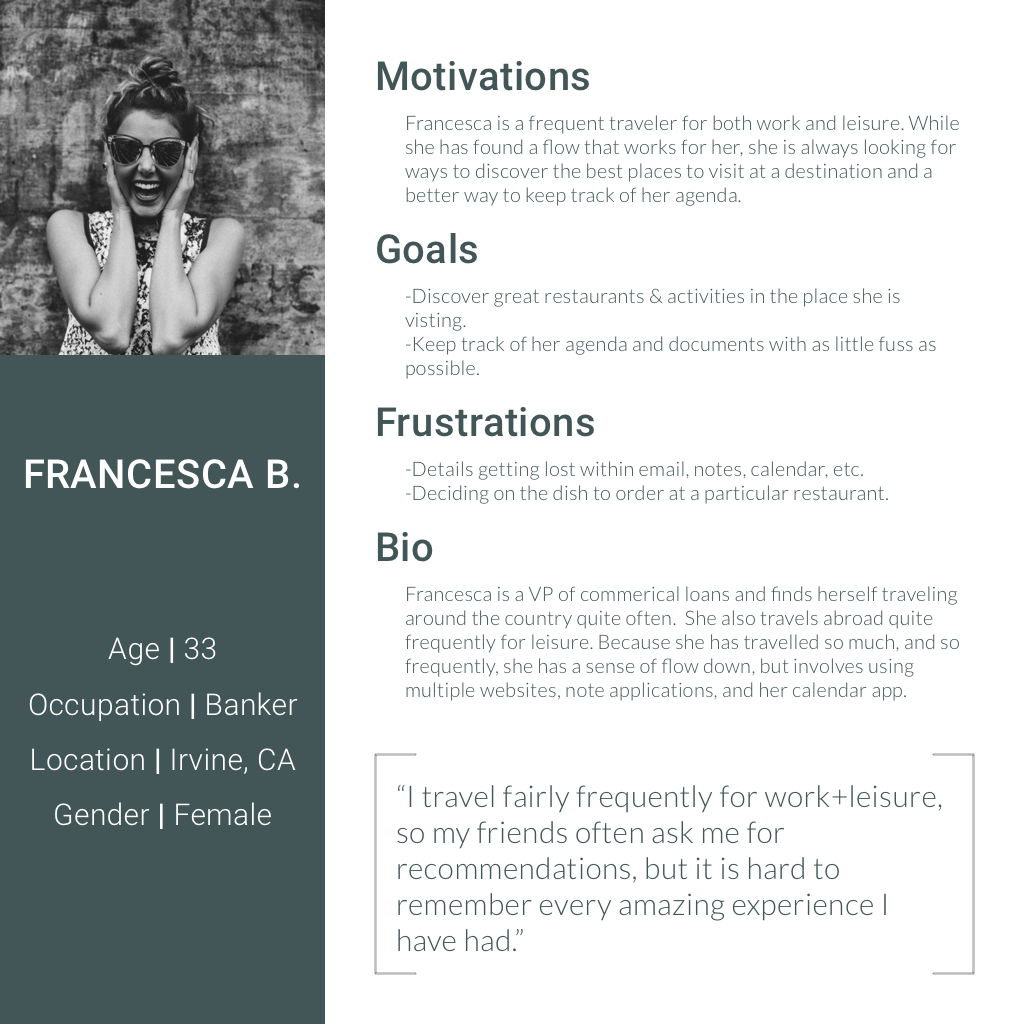 FRANCESCA B.
Age | 33
Occupation | Banker
Location | Irvine, CA
Gender | Female
Motivations
Francesca is a frequent traveler for both work and leisure. While
she has found a flow that works for her, she is always looking for
ways to discover the best places to visit at a destination and a
better way to keep track of her agenda.
Goals
-Discover great restaurants & activities in the place she is
visting.
-Keep track of her agenda and documents with as little fuss as
possible.
Frustrations
-Details getting lost within email, notes, calendar, etc.
-Deciding on the dish to order at a particular restaurant.
Bio
Francesca is a VP of commerical loans and finds herself traveling
around the country quite often.  She also travels abroad quite
frequently for leisure. Because she has travelled so much, and so
frequently, she has a sense of flow down, but involves using
multiple websites, note applications, and her calendar app.
“I travel fairly frequently for work+leisure,
so my friends often ask me for
recommendations, but it is hard to
remember every amazing experience I
have had.”